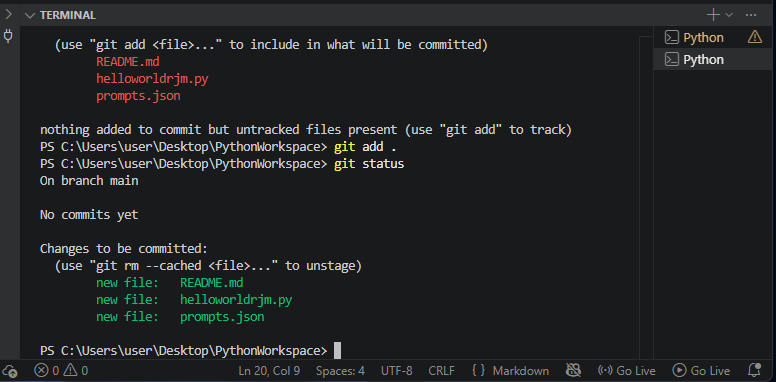 TERMINAL
(use "git add <file>..." to include in what will be committed)
README.md
helloworldrjm.py
prompts.json
nothing added to commit but untracked files present (use "git add" to track)
PS C:\Users\user\Desktop\PythonWorkspace> git add .
PS C:\Users\user\Desktop\PythonWorkspace> git status
On branch main
No commits yet
Changes to be committed:
(use "git rm --cached <file>..." to unstage)
new file:   README.md
new file:   helloworldrjm.py
new file:   prompts.json
PS C:\Users\user\Desktop\PythonWorkspace>
Python
Python
0 0 Ln 20, Col 9 Spaces: 4 UTF-8 CRLF { } Markdown Go Live Go Live